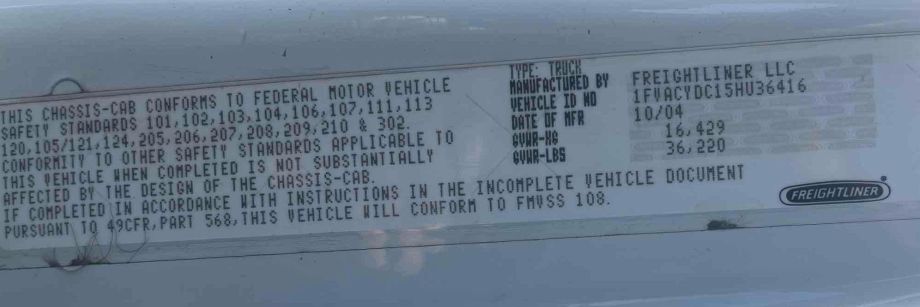 THIS CHASSIS-CAB CONFORMS TO FEDERAL MOTOR VEHICLE
SAFETY STANDARDS 101,102,103,104,106,107,111,113
120,105/121,124,205,206,207,208,209,210 & 302.
CONFORMITY TO OTHER SAFETY STANDARDS APPLICABLE TO
THIS VEHICLE WHEN COMPLETED IS NOT SUBSTANTIALLY
AFFECTED BY THE DESIGN OF THE CHASSIS-CAB.
IF COMPLETED IN ACCORDANCE WITH INSTRUCTIONS IN THE INCOMPLETE VEHICLE DOCUMENT
PURSUANT TO 49CFR,PART 568,THIS VEHICLE WILL CONFORM TO FMVSS 108.
TYPE: TRUCK
MANUFACTURED BY FREIGHTLINER LLC
VEHICLE ID NO 1FVACYDC15HU36416
DATE OF MFR 10/04
GVWR-KG 16,429
GVWR-LBS 36,220
FREIGHTLINER